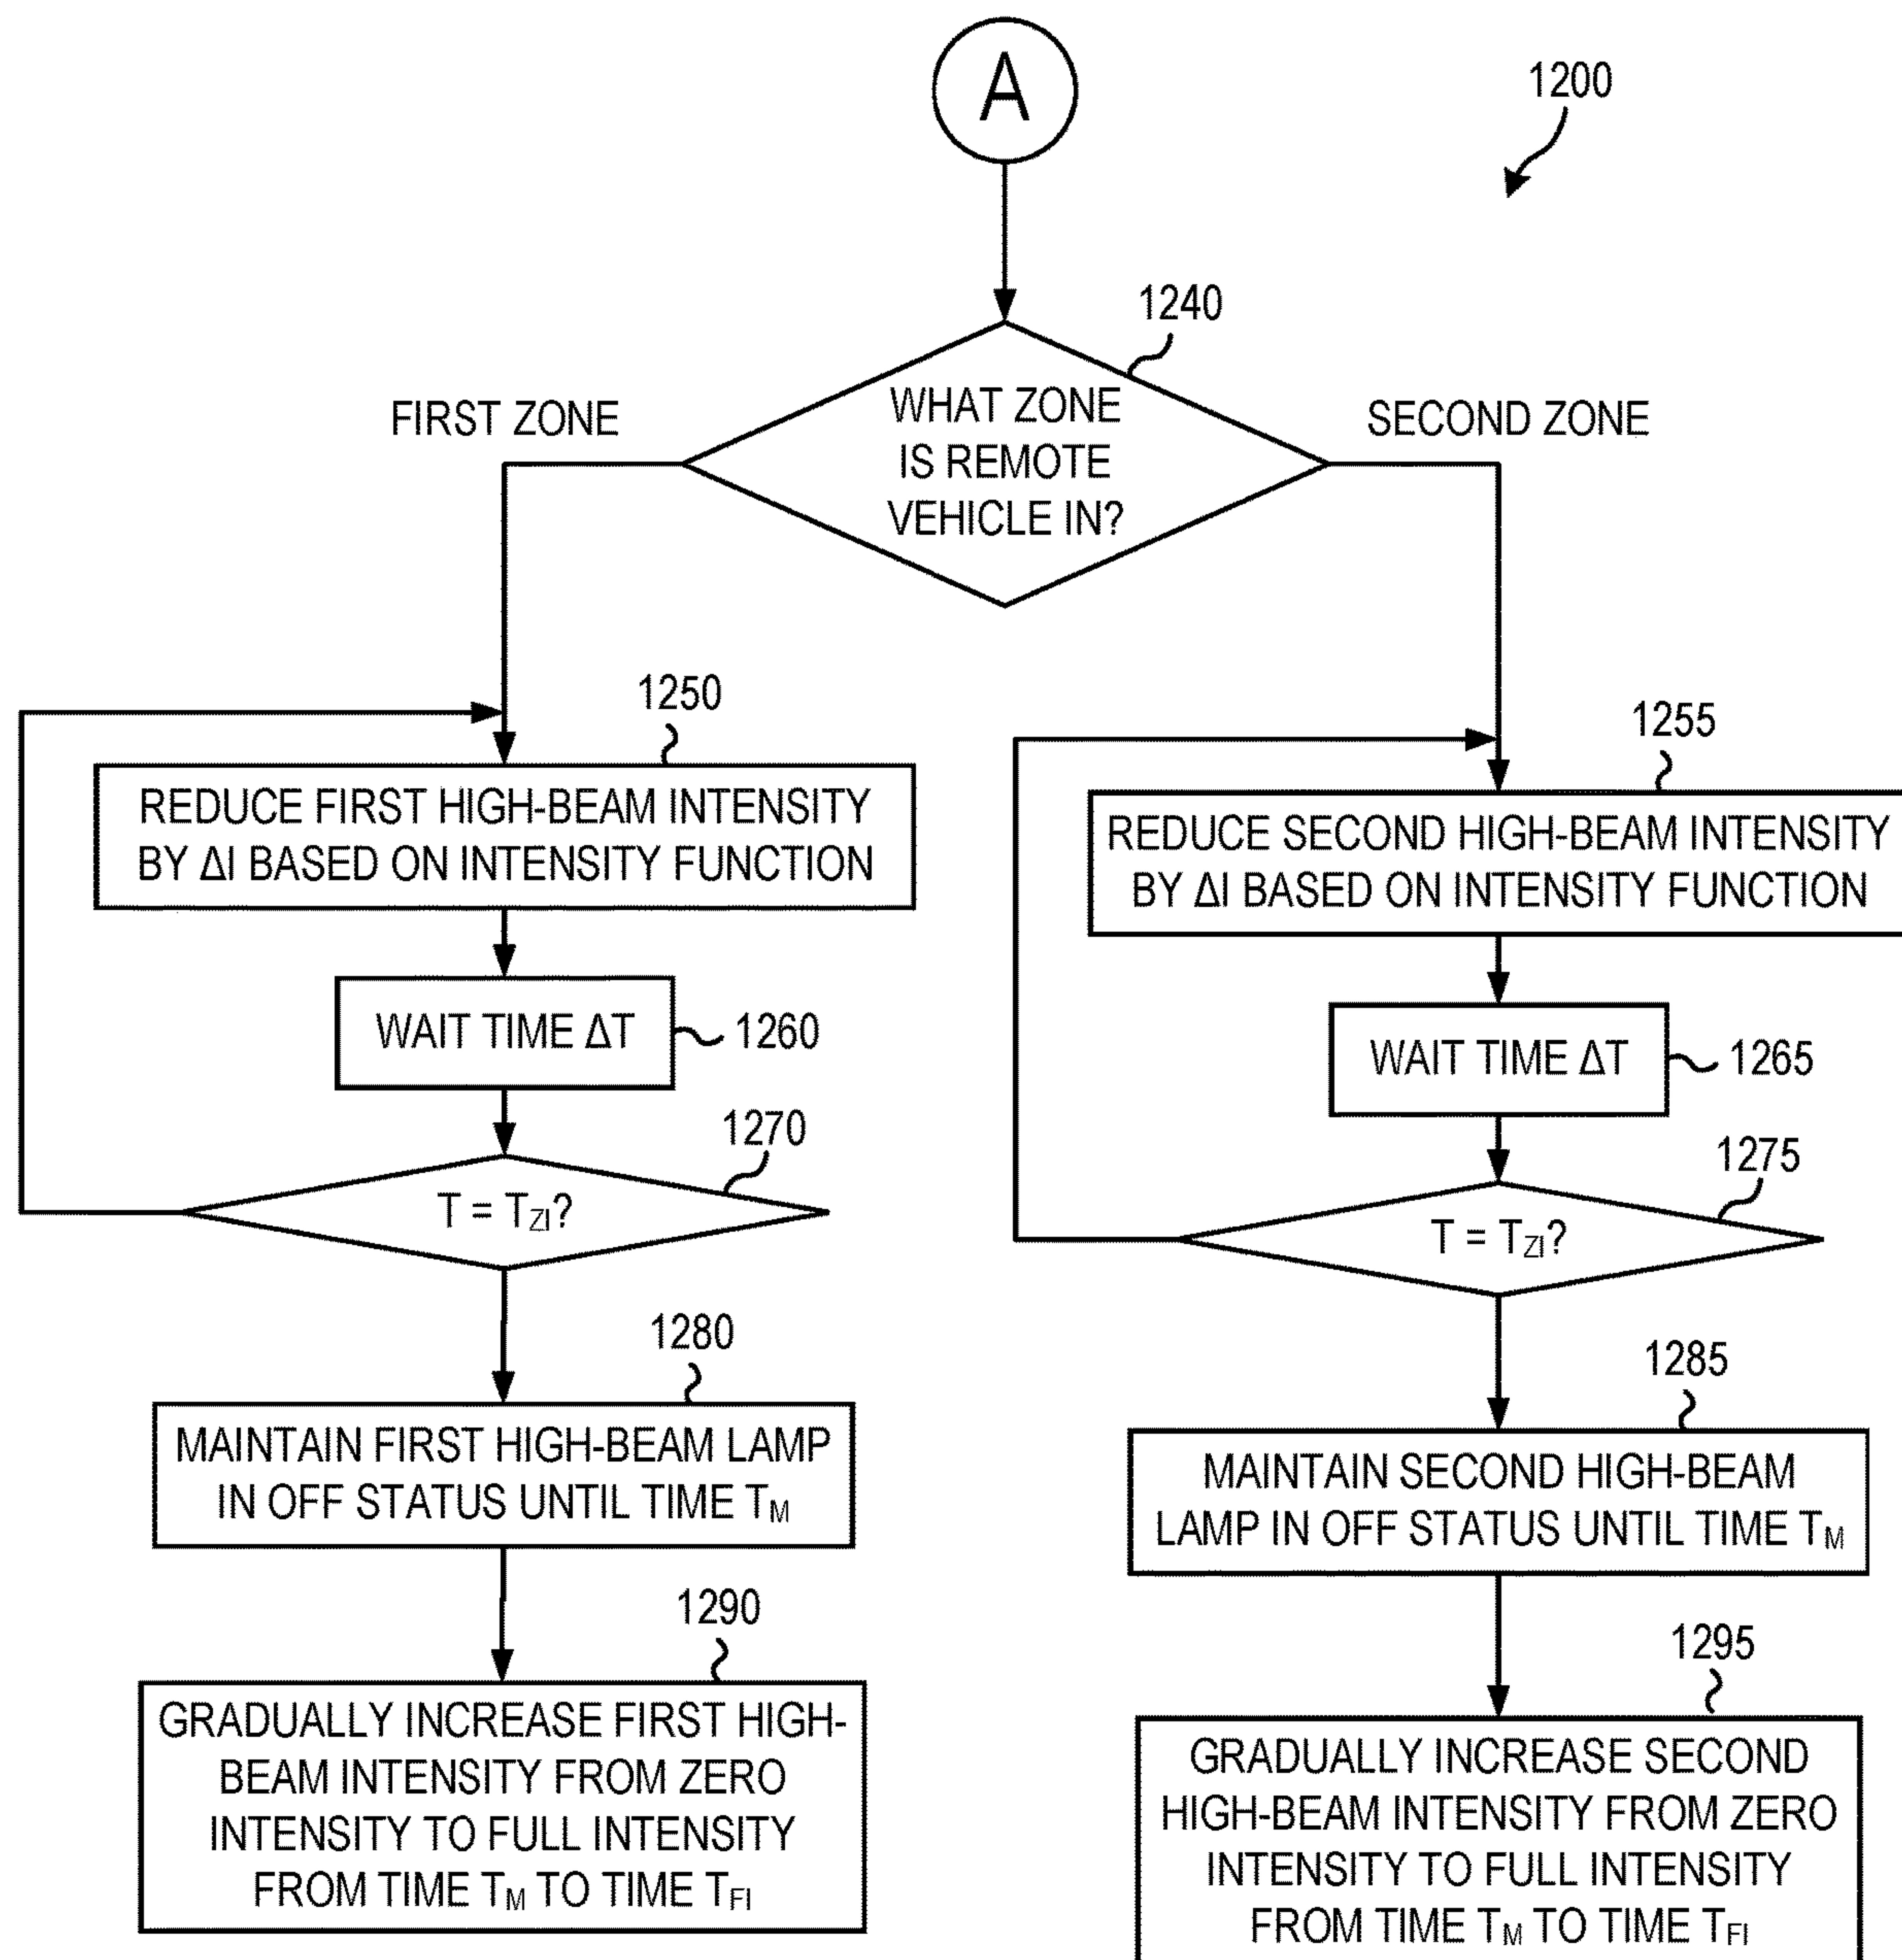 A
1200
1240
WHAT ZONE
IS REMOTE
VEHICLE IN?
FIRST ZONE
SECOND ZONE
1250
REDUCE FIRST HIGH-BEAM INTENSITY
BY ΔI BASED ON INTENSITY FUNCTION
WAIT TIME ΔT
1260
1270
T = TZI?
1280
MAINTAIN FIRST HIGH-BEAM LAMP
IN OFF STATUS UNTIL TIME TM
1290
GRADUALLY INCREASE FIRST HIGH-
BEAM INTENSITY FROM ZERO
INTENSITY TO FULL INTENSITY
FROM TIME TM TO TIME TFI
1255
REDUCE SECOND HIGH-BEAM INTENSITY
BY ΔI BASED ON INTENSITY FUNCTION
WAIT TIME ΔT
1265
1275
T = TZI?
1285
MAINTAIN SECOND HIGH-BEAM
LAMP IN OFF STATUS UNTIL TIME TM
1295
GRADUALLY INCREASE SECOND
HIGH-BEAM INTENSITY FROM ZERO
INTENSITY TO FULL INTENSITY
FROM TIME TM TO TIME TFI